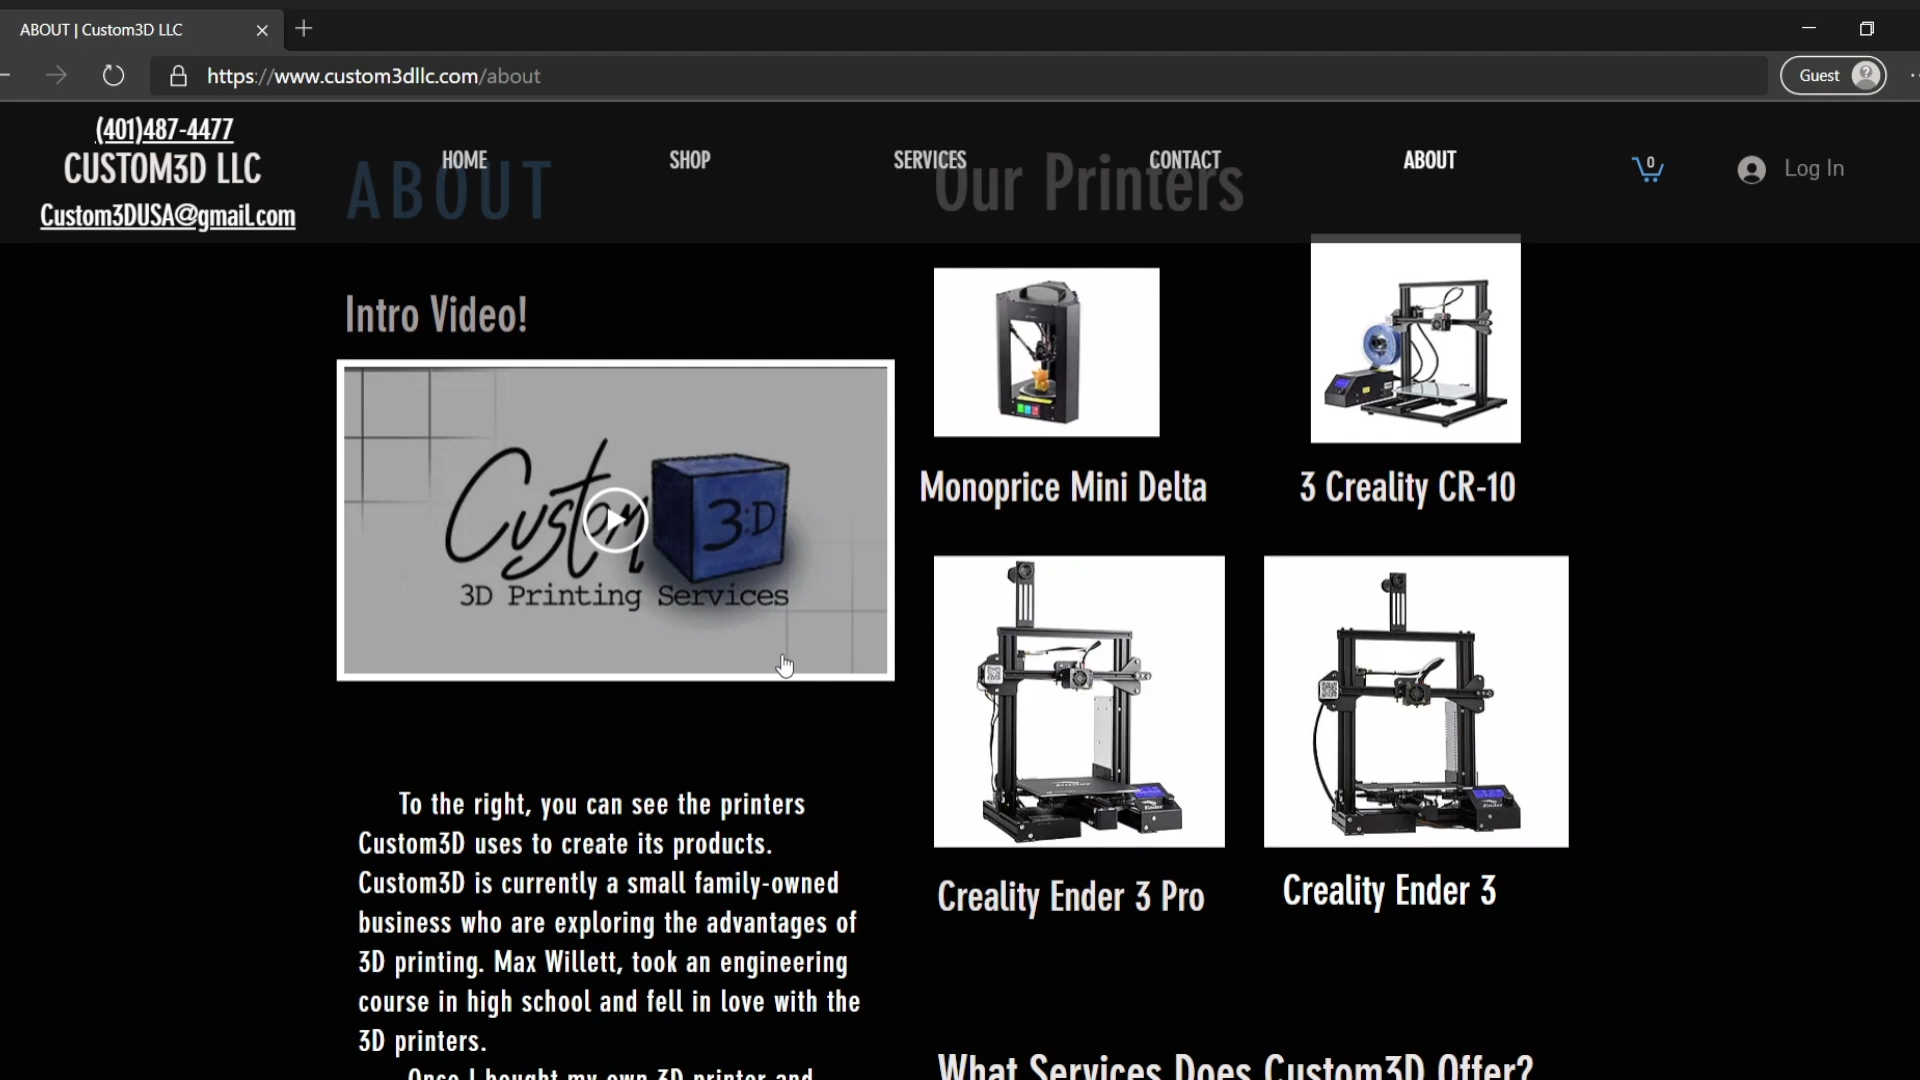 ABOUT | Custom3D LLC
https://www.custom3dllc.com/about
Guest
(401)487-4477
CUSTOM3D LLC
Custom3DUSA@gmail.com
HOME
SHOP
SERVICES
CONTACT
ABOUT
0
Log In
ABOUT
Our Printers
Intro Video!
Custom 3:D
3D Printing Services
Monoprice Mini Delta
3 Creality CR-10
Creality Ender 3 Pro
Creality Ender 3
To the right, you can see the printers
Custom3D uses to create its products.
Custom3D is currently a small family-owned
business who are exploring the advantages of
3D printing. Max Willett, took an engineering
course in high school and fell in love with the
3D printers.
Once I bought my own 3D printer and
What Services Does Custom3D Offer?